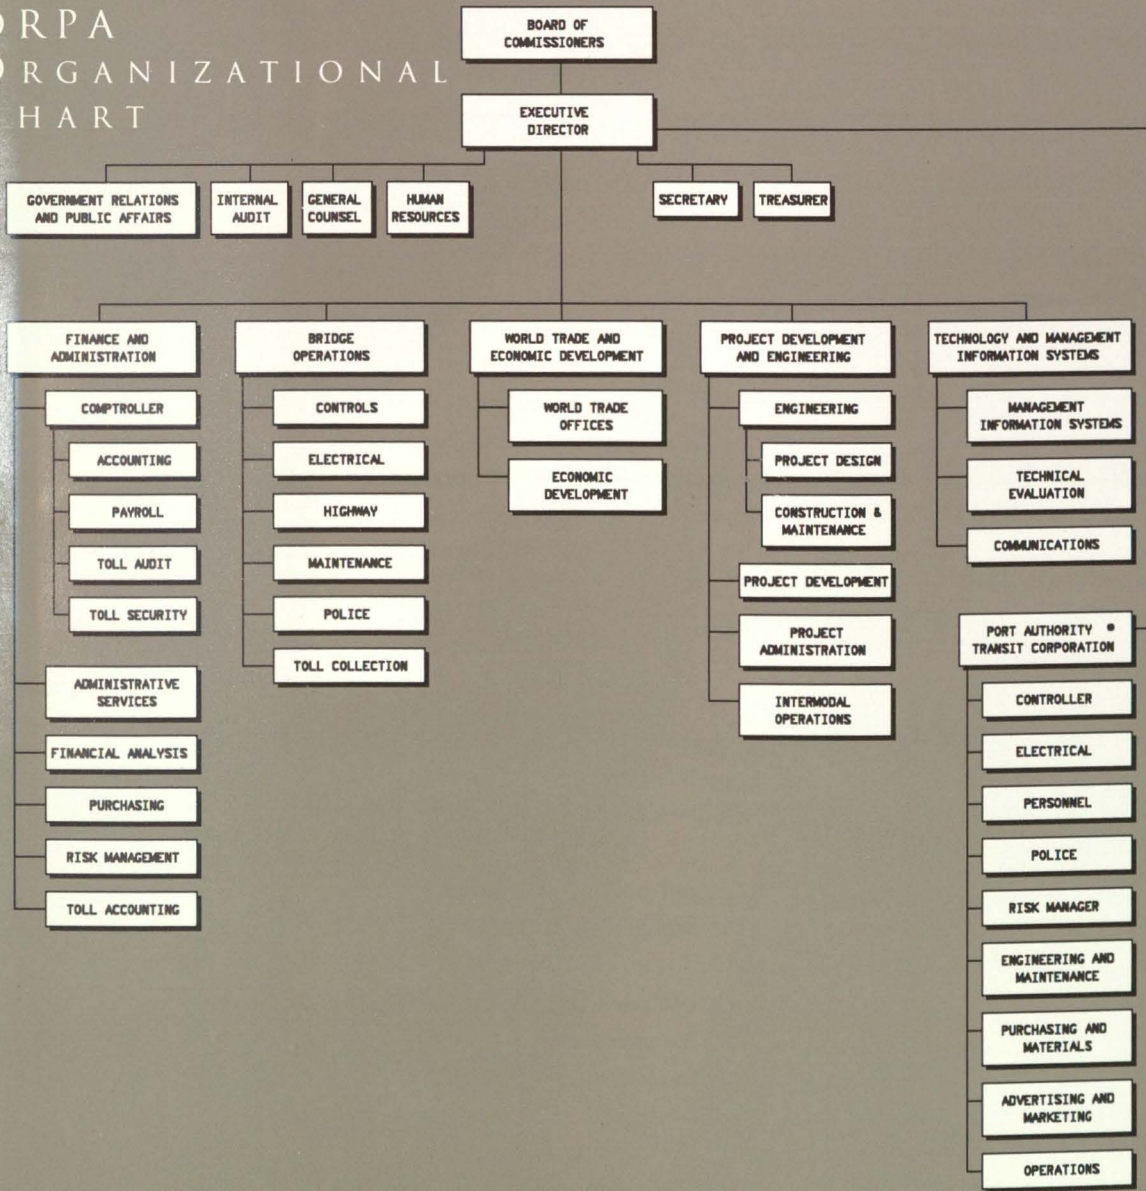 DRPA
ORGANIZATIONAL
CHART
BOARD OF
COMMISSIONERS
EXECUTIVE
DIRECTOR
GOVERNMENT RELATIONS
AND PUBLIC AFFAIRS
INTERNAL
AUDIT
GENERAL
COUNSEL
HUMAN
RESOURCES
SECRETARY
TREASURER
FINANCE AND
ADMINISTRATION
COMPTROLLER
ACCOUNTING
PAYROLL
TOLL AUDIT
TOLL SECURITY
ADMINISTRATIVE
SERVICES
FINANCIAL ANALYSIS
PURCHASING
RISK MANAGEMENT
TOLL ACCOUNTING
BRIDGE
OPERATIONS
CONTROLS
ELECTRICAL
HIGHWAY
MAINTENANCE
POLICE
TOLL COLLECTION
WORLD TRADE AND
ECONOMIC DEVELOPMENT
WORLD TRADE
OFFICES
ECONOMIC
DEVELOPMENT
PROJECT DEVELOPMENT
AND ENGINEERING
ENGINEERING
PROJECT DESIGN
CONSTRUCTION &
MAINTENANCE
PROJECT DEVELOPMENT
PROJECT
ADMINISTRATION
INTERMODAL
OPERATIONS
TECHNOLOGY AND MANAGEMENT
INFORMATION SYSTEMS
MANAGEMENT
INFORMATION SYSTEMS
TECHNICAL
EVALUATION
COMMUNICATIONS
PORT AUTHORITY •
TRANSIT CORPORATION
CONTROLLER
ELECTRICAL
PERSONNEL
POLICE
RISK MANAGER
ENGINEERING AND
MAINTENANCE
PURCHASING AND
MATERIALS
ADVERTISING AND
MARKETING
OPERATIONS